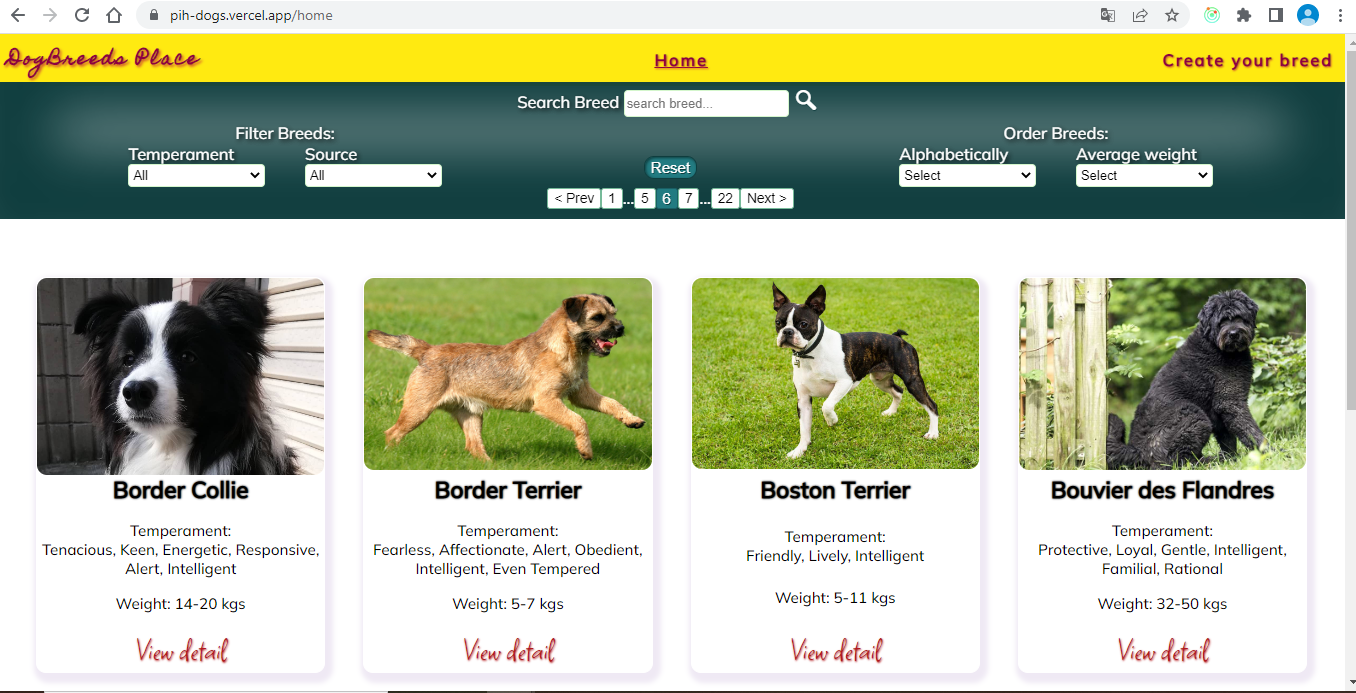 pih-dogs.vercel.app/home
DogBreeds Place
Home
Create your breed
Search Breed search breed...
Filter Breeds:
Temperament
All
Source
All
Reset
< Prev 1 ... 5 6 7 ... 22 Next >
Order Breeds:
Alphabetically
Select
Average weight
Select
Border Collie
Temperament:
Tenacious, Keen, Energetic, Responsive,
Alert, Intelligent
Weight: 14-20 kgs
View detail
Border Terrier
Temperament:
Fearless, Affectionate, Alert, Obedient,
Intelligent, Even Tempered
Weight: 5-7 kgs
View detail
Boston Terrier
Temperament:
Friendly, Lively, Intelligent
Weight: 5-11 kgs
View detail
Bouvier des Flandres
Temperament:
Protective, Loyal, Gentle, Intelligent,
Familial, Rational
Weight: 32-50 kgs
View detail